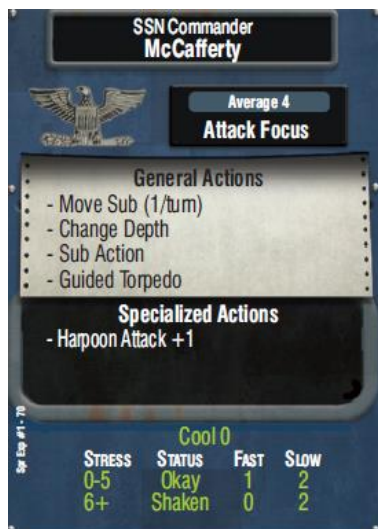 SSN Commander
McCafferty
Average 4
Attack Focus
General Actions
- Move Sub (1/turn)
- Change Depth
- Sub Action
- Guided Torpedo
Specialized Actions
- Harpoon Attack +1
Spr Exp #1 - 70
Cool 0
STRESS STATUS FAST SLOW
0-5 Okay 1 2
6+ Shaken 0 2